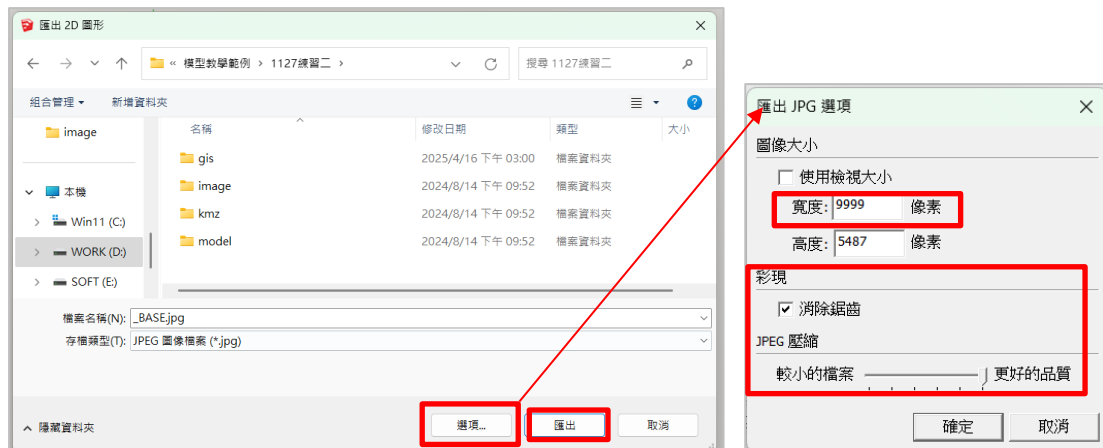 匯出 2D 圖形
« 模型教學範例 › 1127練習二 ›
搜尋 1127練習二
組合管理 新增資料夾
image
本機
Win11 (C:)
WORK (D:)
SOFT (E:)
名稱 修改日期 類型 大小
gis 2025/4/16 下午 03:00 檔案資料夾
image 2024/8/14 下午 09:52 檔案資料夾
kmz 2024/8/14 下午 09:52 檔案資料夾
model 2024/8/14 下午 09:52 檔案資料夾
檔案名稱(N): _BASE.jpg
存檔類型(T): JPEG 圖像檔案 (*.jpg)
隱藏資料夾 選項... 匯出 取消
匯出 JPG 選項
圖像大小
使用檢視大小
寬度: 9999 像素
高度: 5487 像素
彩現
消除鋸齒
JPEG 壓縮
較小的檔案 更好的品質
確定 取消